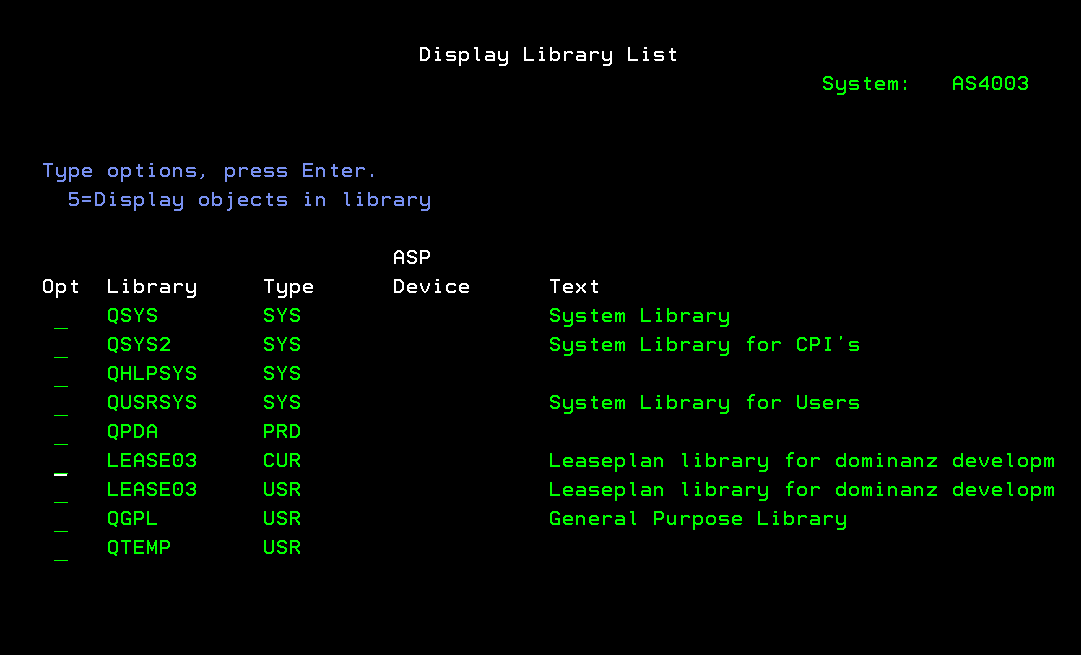 Display Library List
System: AS4003
Type options, press Enter.
5=Display objects in library
ASP
Opt Library Type Device Text
_ QSYS SYS System Library
_ QSYS2 SYS System Library for CPI's
_ QHLPSYS SYS
_ QUSRSYS SYS System Library for Users
_ QPDA PRD
_ LEASE03 CUR Leaseplan library for dominanz developm
_ LEASE03 USR Leaseplan library for dominanz developm
_ QGPL USR General Purpose Library
_ QTEMP USR